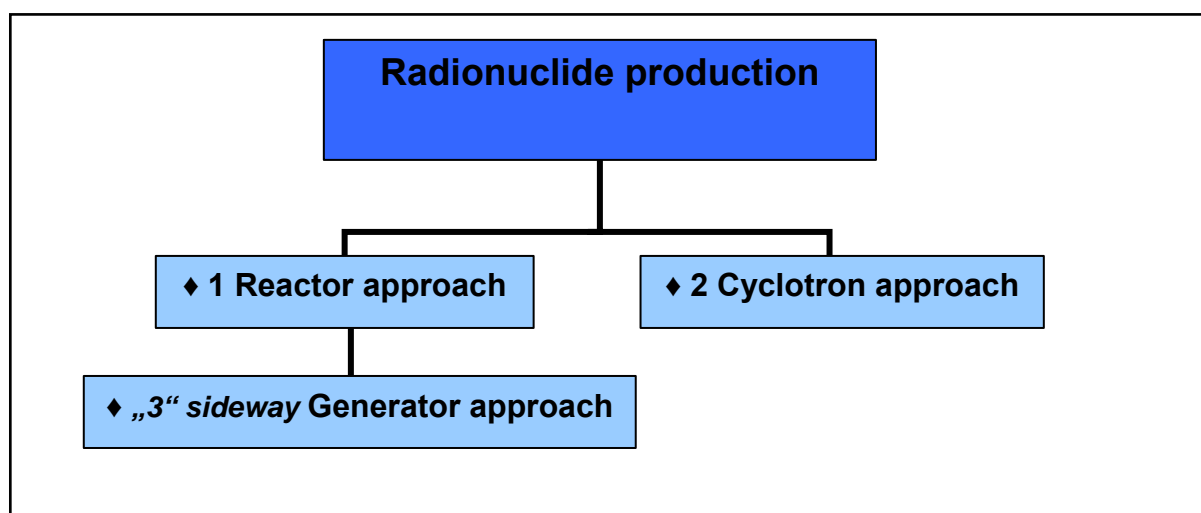 Radionuclide production
♦ 1 Reactor approach
♦ 2 Cyclotron approach
♦ „3“ sideway Generator approach